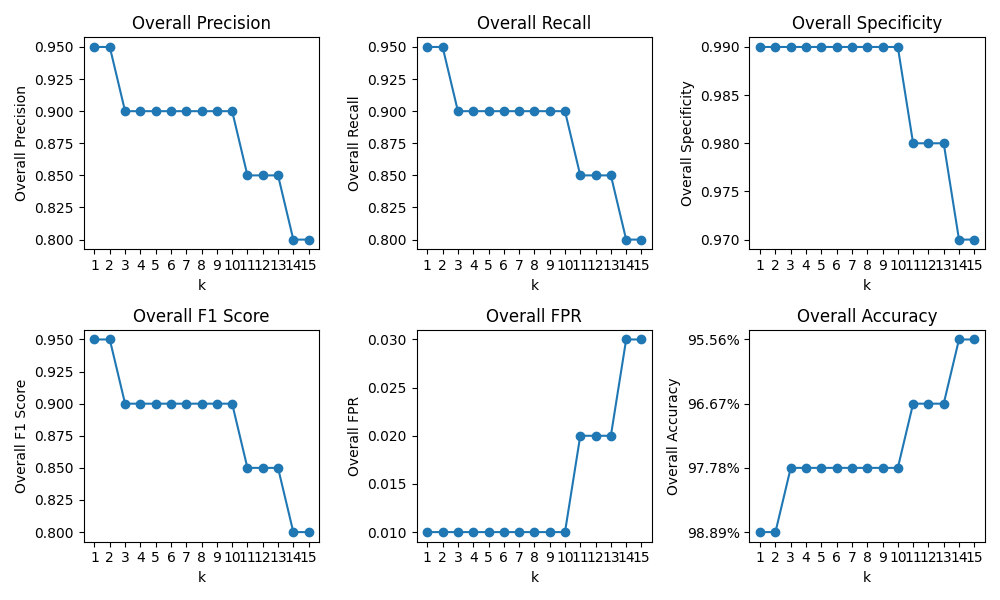 Overall Precision
Overall Precision
0.950
0.925
0.900
0.875
0.850
0.825
0.800
1 2 3 4 5 6 7 8 9 10 11 12 13 14 15
k
Overall Recall
Overall Recall
0.950
0.925
0.900
0.875
0.850
0.825
0.800
1 2 3 4 5 6 7 8 9 10 11 12 13 14 15
k
Overall Specificity
Overall Specificity
0.990
0.985
0.980
0.975
0.970
1 2 3 4 5 6 7 8 9 10 11 12 13 14 15
k
Overall F1 Score
Overall F1 Score
0.950
0.925
0.900
0.875
0.850
0.825
0.800
1 2 3 4 5 6 7 8 9 10 11 12 13 14 15
k
Overall FPR
Overall FPR
0.030
0.025
0.020
0.015
0.010
1 2 3 4 5 6 7 8 9 10 11 12 13 14 15
k
Overall Accuracy
Overall Accuracy
95.56%
96.67%
97.78%
98.89%
1 2 3 4 5 6 7 8 9 10 11 12 13 14 15
k